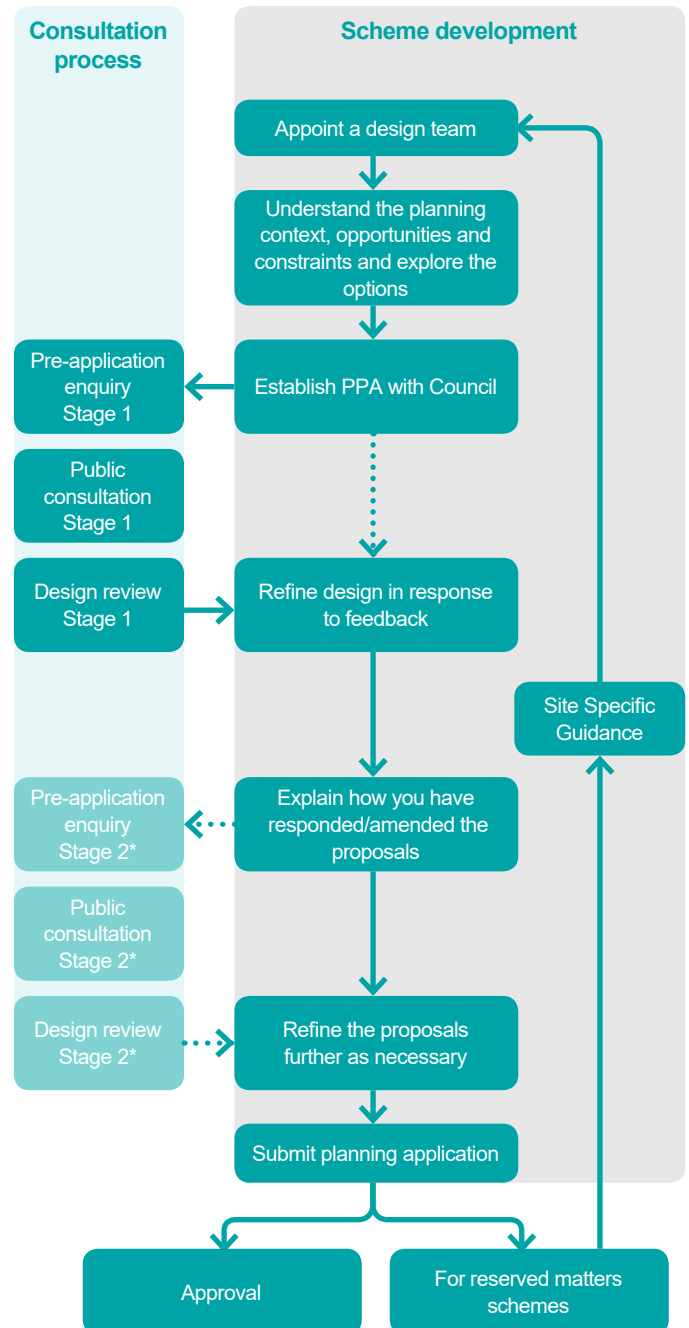 Consultation
process
Scheme development
Appoint a design team
Understand the planning
context, opportunities and
constraints and explore the
options
Pre-application
enquiry
Stage 1
Establish PPA with Council
Public
consultation
Stage 1
Design review
Stage 1
Refine design in response
to feedback
Site Specific
Guidance
Pre-application
enquiry
Stage 2*
Explain how you have
responded/amended the
proposals
Public
consultation
Stage 2*
Design review
Stage 2*
Refine the proposals
further as necessary
Submit planning application
Approval
For reserved matters
schemes